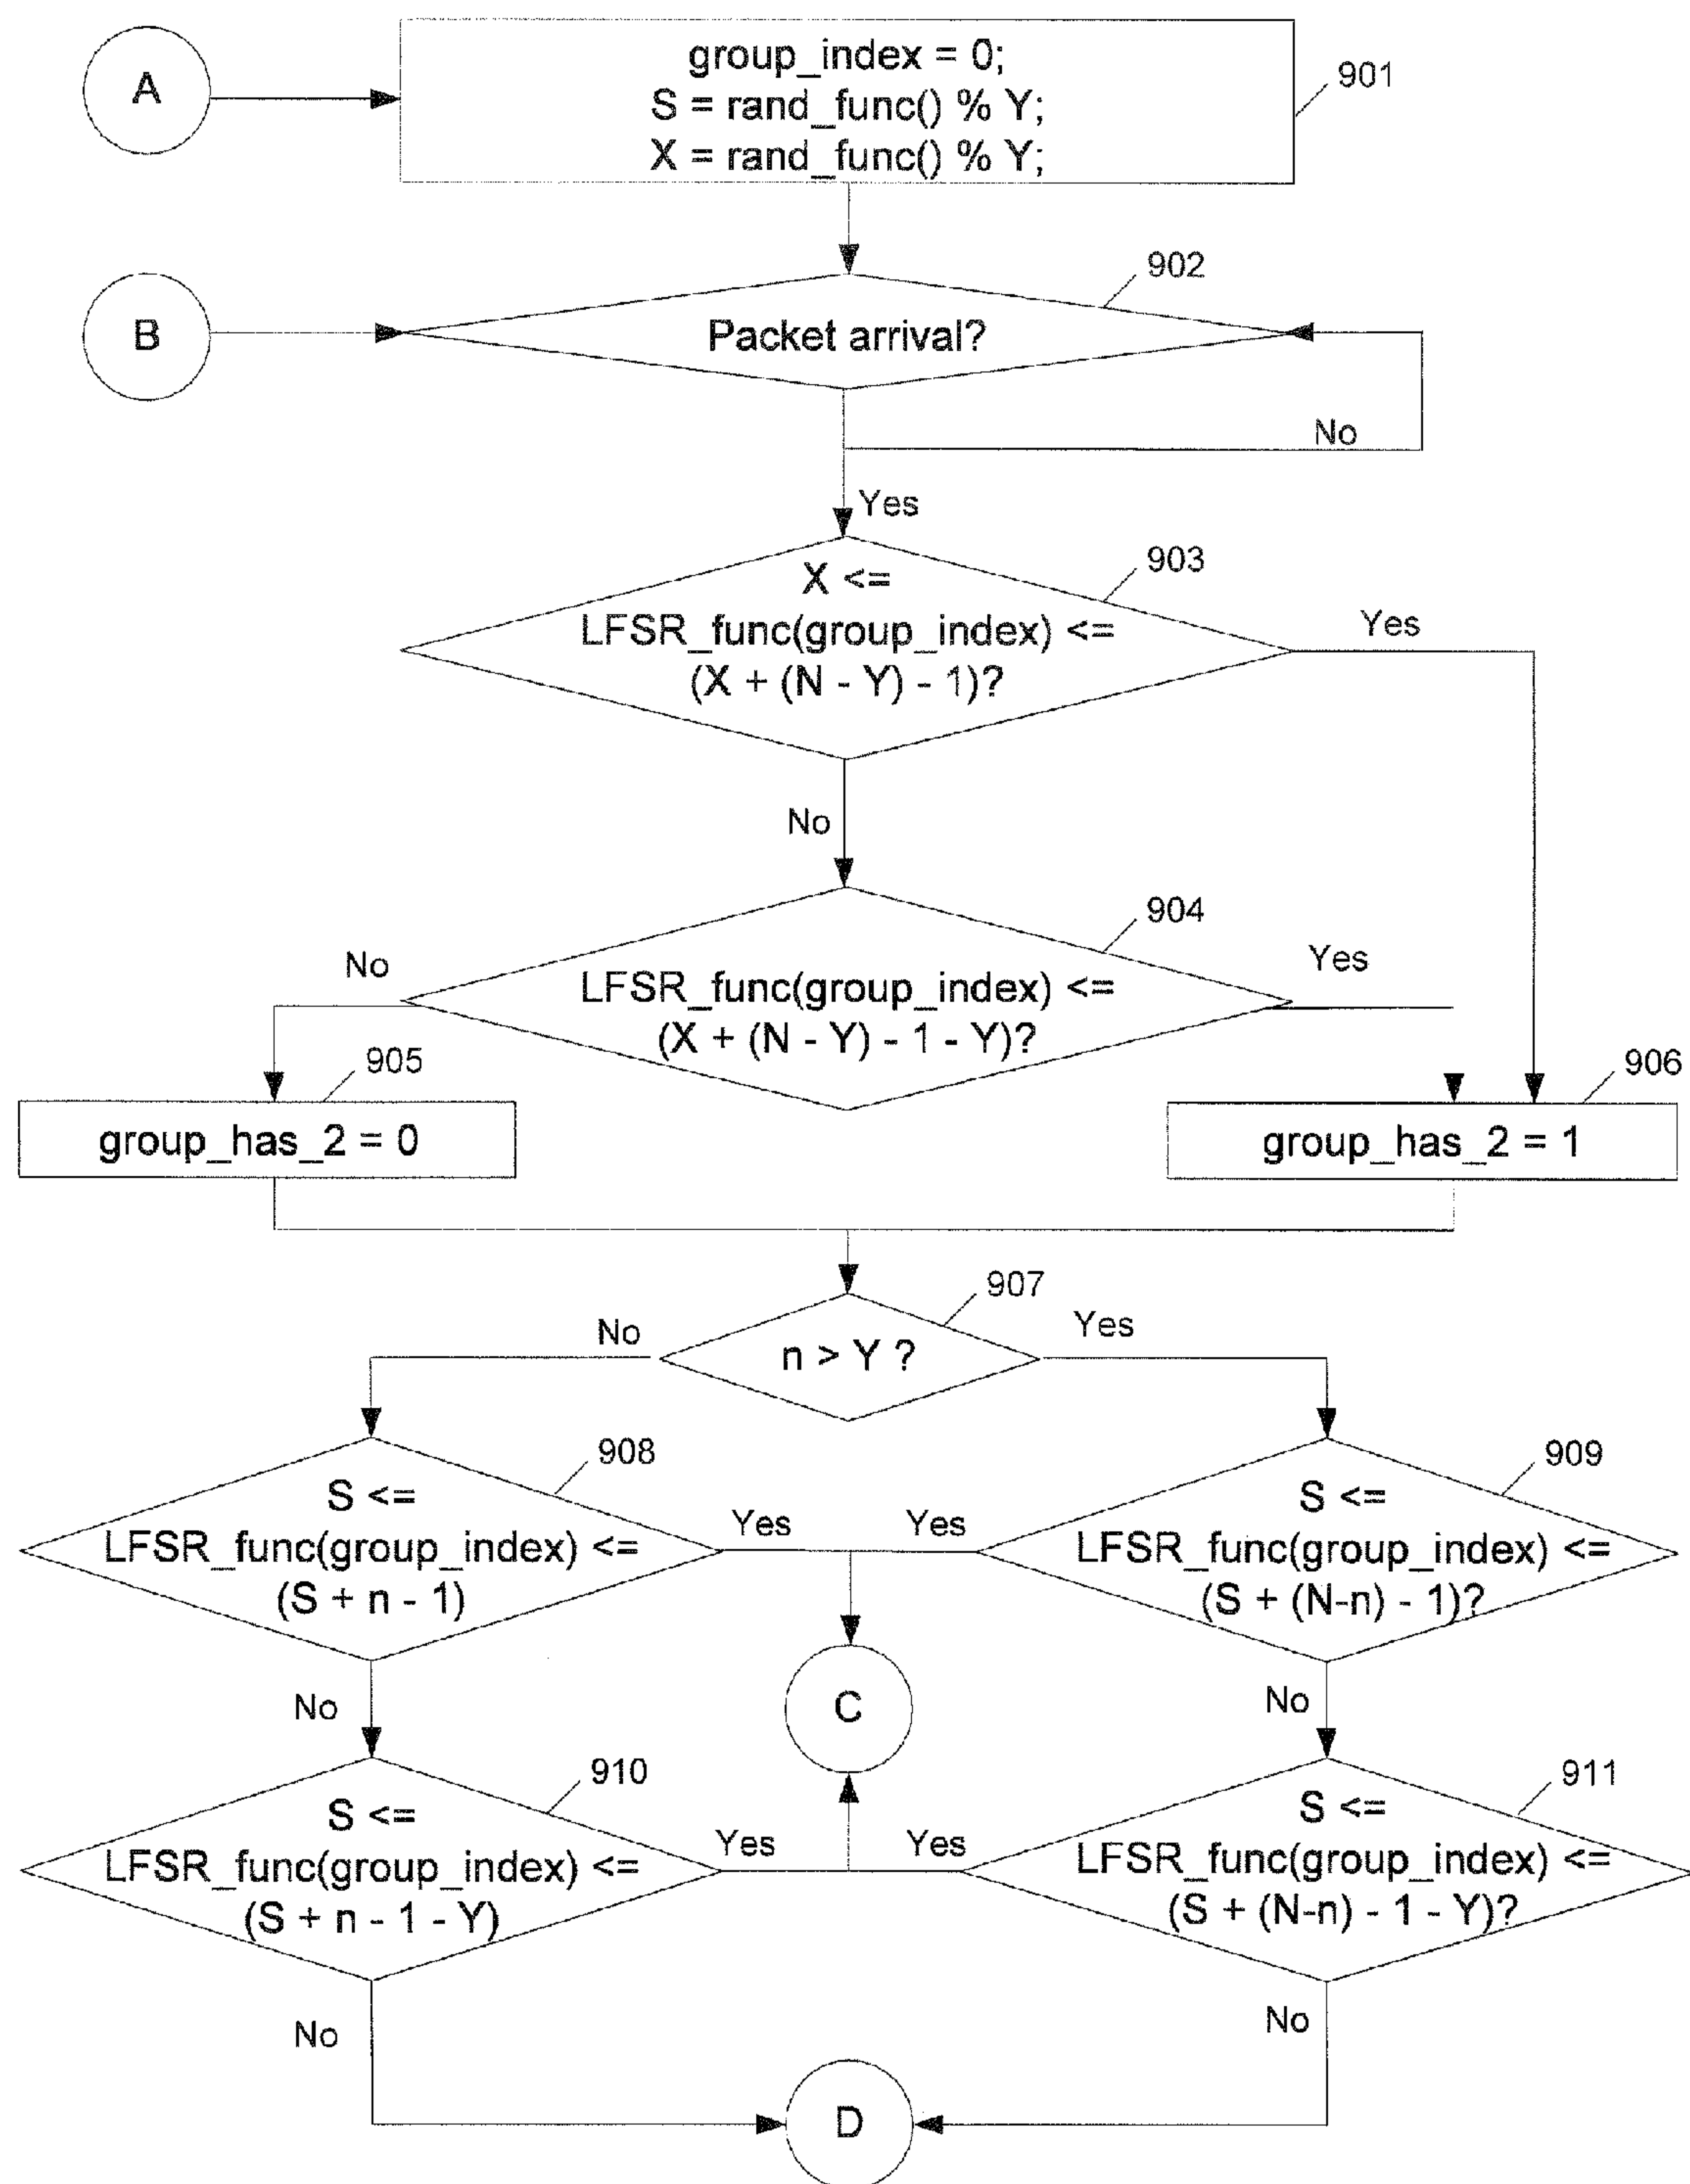 A
group_index = 0;
S = rand_func() % Y;
X = rand_func() % Y;
901
B
Packet arrival?
902
No
Yes
X <=
LFSR_func(group_index) <=
(X + (N - Y) - 1)?
903
Yes
No
LFSR_func(group_index) <=
(X + (N - Y) - 1 - Y)?
904
No
Yes
group_has_2 = 0
905
group_has_2 = 1
906
n > Y ?
907
No
Yes
S <=
LFSR_func(group_index) <=
(S + n - 1)
908
Yes
Yes
S <=
LFSR_func(group_index) <=
(S + (N-n) - 1)?
909
No
C
No
S <=
LFSR_func(group_index) <=
(S + n - 1 - Y)
910
Yes
Yes
S <=
LFSR_func(group_index) <=
(S + (N-n) - 1 - Y)?
911
No
No
D